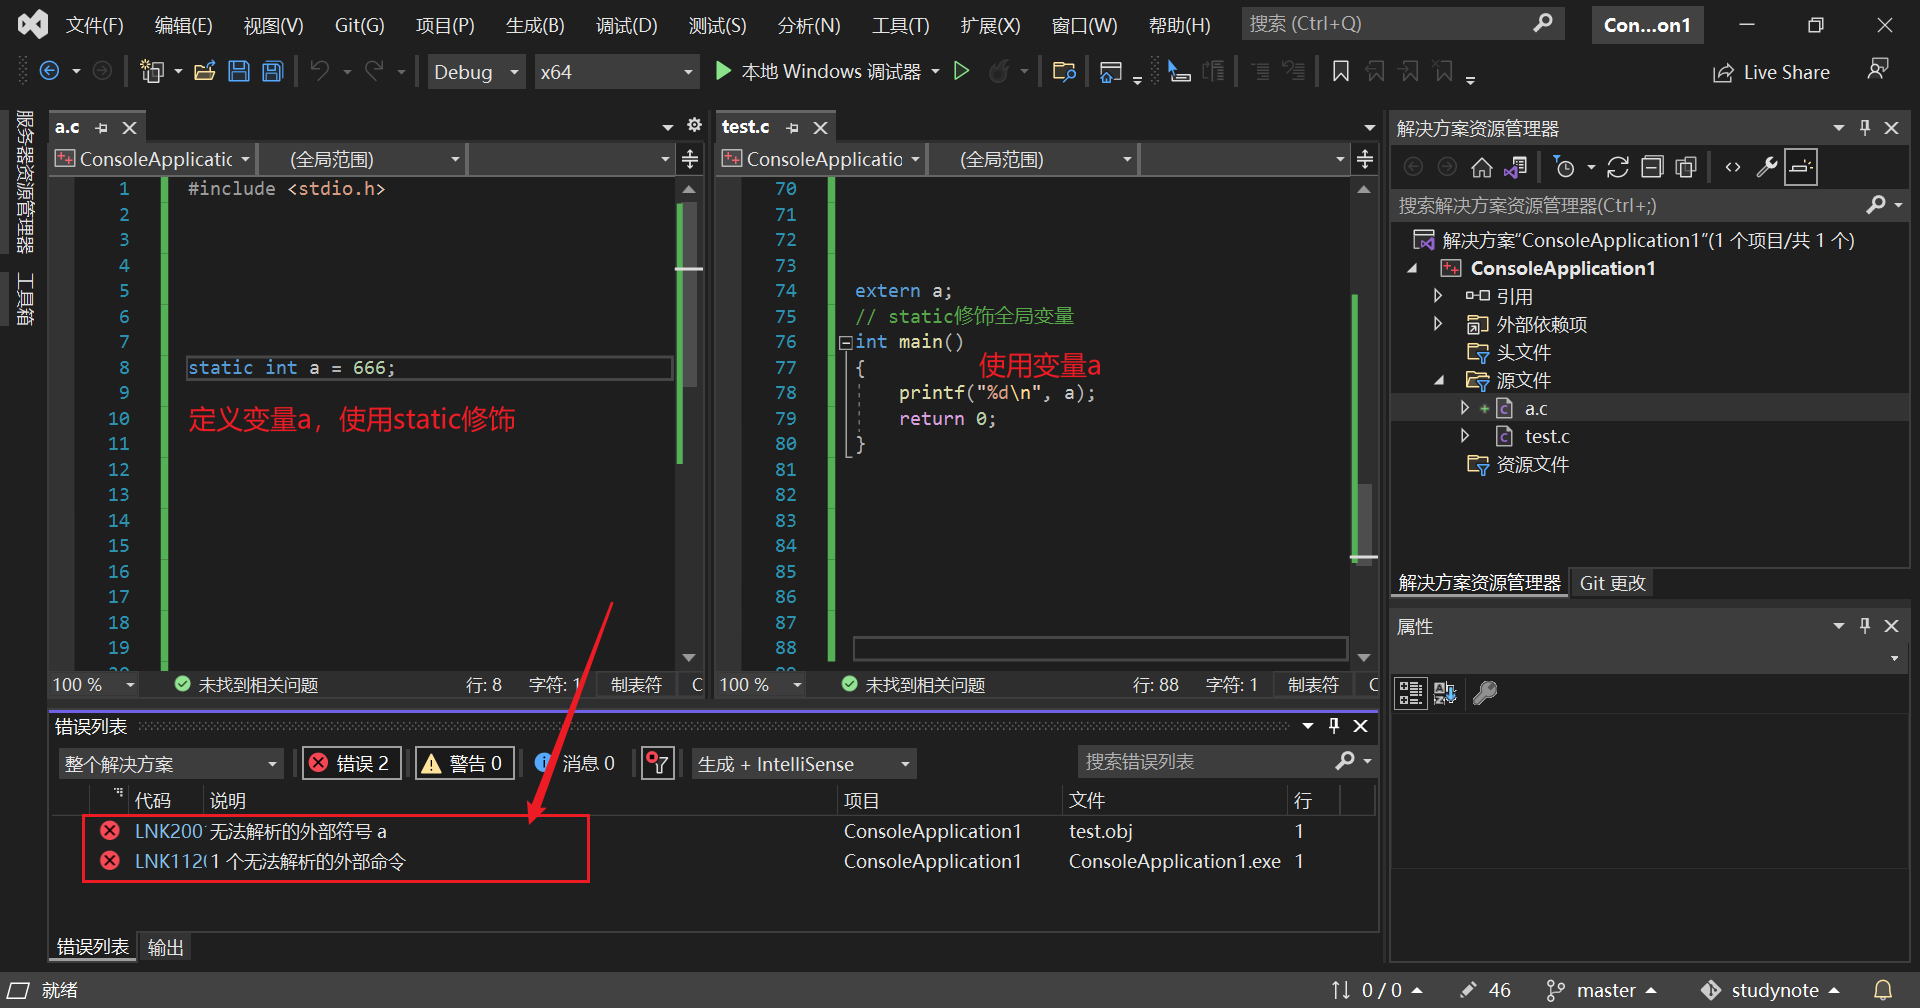 文件(F) 编辑(E) 视图(V) Git(G) 项目(P) 生成(B) 调试(D) 测试(S) 分析(N) 工具(T) 扩展(X) 窗口(W) 帮助(H) 搜索 (Ctrl+Q) Con...on1
Debug x64 本地 Windows 调试器 Live Share
服务器资源管理器
工具箱
a.c
ConsoleApplicatic (全局范围)
1 #include <stdio.h>
2
3
4
5
6
7
8 static int a = 666;
9
10 定义变量a，使用static修饰
11
12
13
14
15
16
17
18
19
100 % 未找到相关问题 行: 8 字符: 1 制表符
test.c
ConsoleApplicatio (全局范围)
70
71
72
73
74 extern a;
75 // static修饰全局变量
76 int main()
77 {
使用变量a
78 printf("%d\n", a);
79 return 0;
80 }
81
82
83
84
85
86
87
88
100 % 未找到相关问题 行: 88 字符: 1 制表符
解决方案资源管理器
搜索解决方案资源管理器(Ctrl+;)
解决方案"ConsoleApplication1"(1 个项目/共 1 个)
ConsoleApplication1
引用
外部依赖项
头文件
源文件
a.c
test.c
资源文件
解决方案资源管理器 Git 更改
属性
错误列表
整个解决方案 错误 2 警告 0 消息 0 生成 + IntelliSense 搜索错误列表
代码 说明 项目 文件 行
LNK200 无法解析的外部符号 a ConsoleApplication1 test.obj 1
LNK112 1 个无法解析的外部命令 ConsoleApplication1 ConsoleApplication1.exe 1
错误列表 输出
就绪 0 / 0 46 master studynote